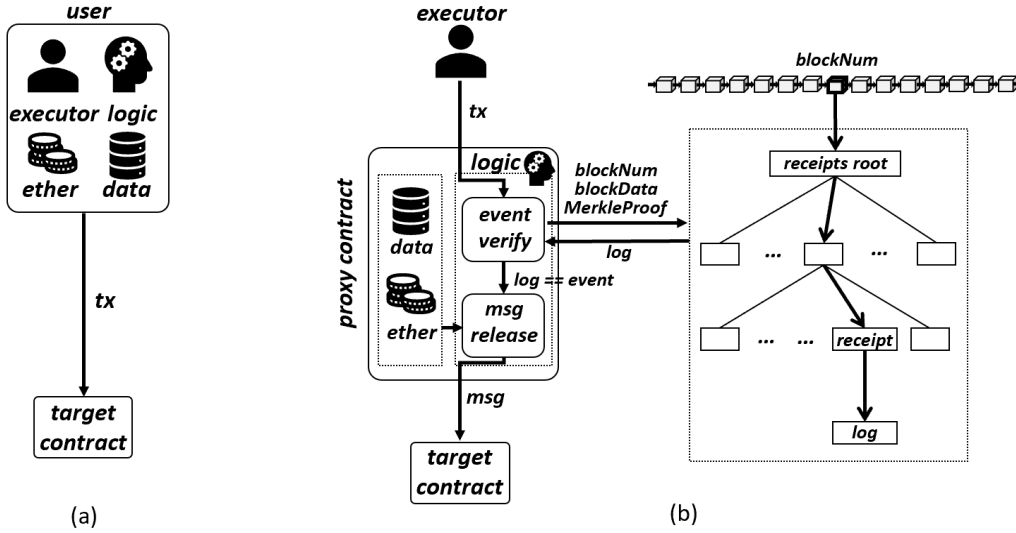 user
executor logic
ether data
tx
target
contract
(a)
executor
tx
proxy contract
logic
data
ether
event
verify
log == event
msg
release
msg
target
contract
blockNum
blockData
MerkleProof
log
blockNum
receipts root
... ...
... ... receipt
log
(b)